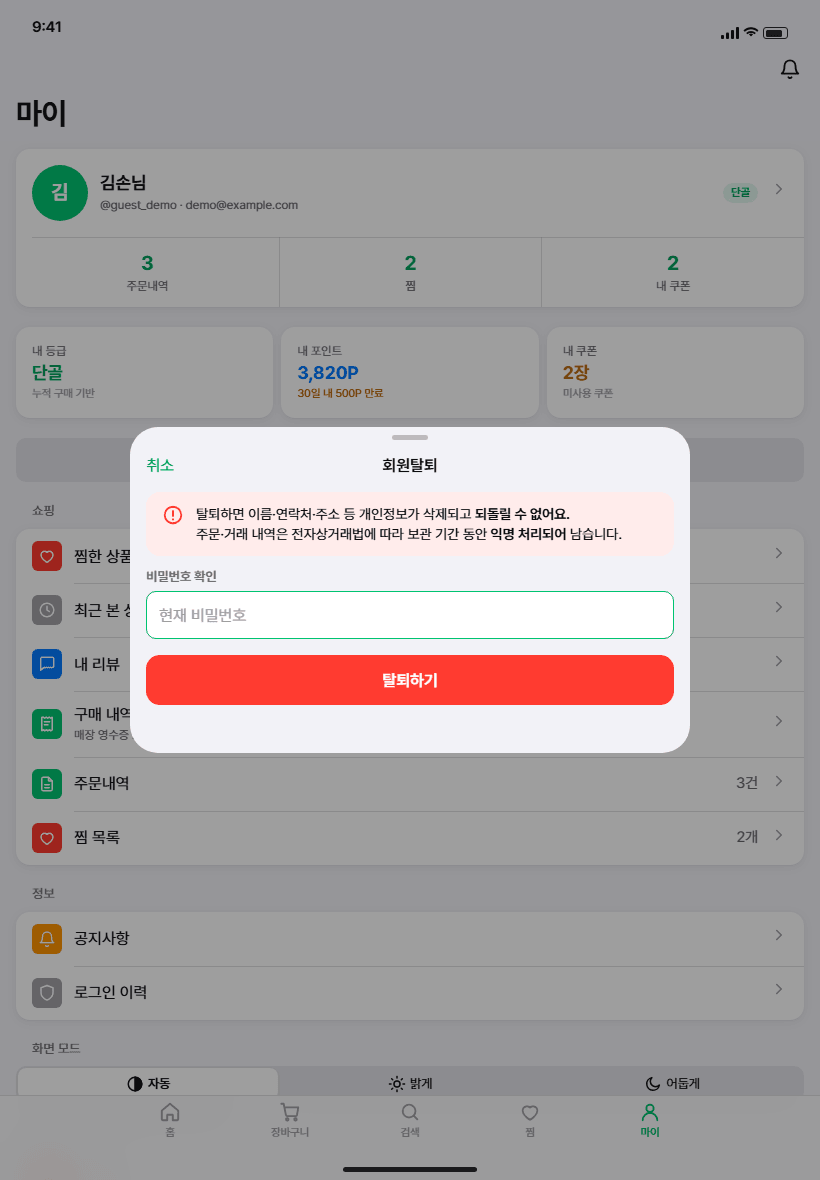 9:41
마이
김
김손님
@guest_demo · demo@example.com
단골
3
주문내역
2
찜
2
내 쿠폰
내 등급
단골
누적 구매 기반
내 포인트
3,820P
30일 내 500P 만료
내 쿠폰
2장
미사용 쿠폰
취소
회원탈퇴
탈퇴하면 이름·연락처·주소 등 개인정보가 삭제되고 되돌릴 수 없어요.
주문·거래 내역은 전자상거래법에 따라 보관 기간 동안 익명 처리되어 남습니다.
비밀번호 확인
현재 비밀번호
탈퇴하기
쇼핑
찜한 상품
최근 본
내 리뷰
구매 내역
매장 영수증
주문내역
3건
찜 목록
2개
정보
공지사항
로그인 이력
화면 모드
자동
밝게
어둡게
홈
장바구니
검색
찜
마이